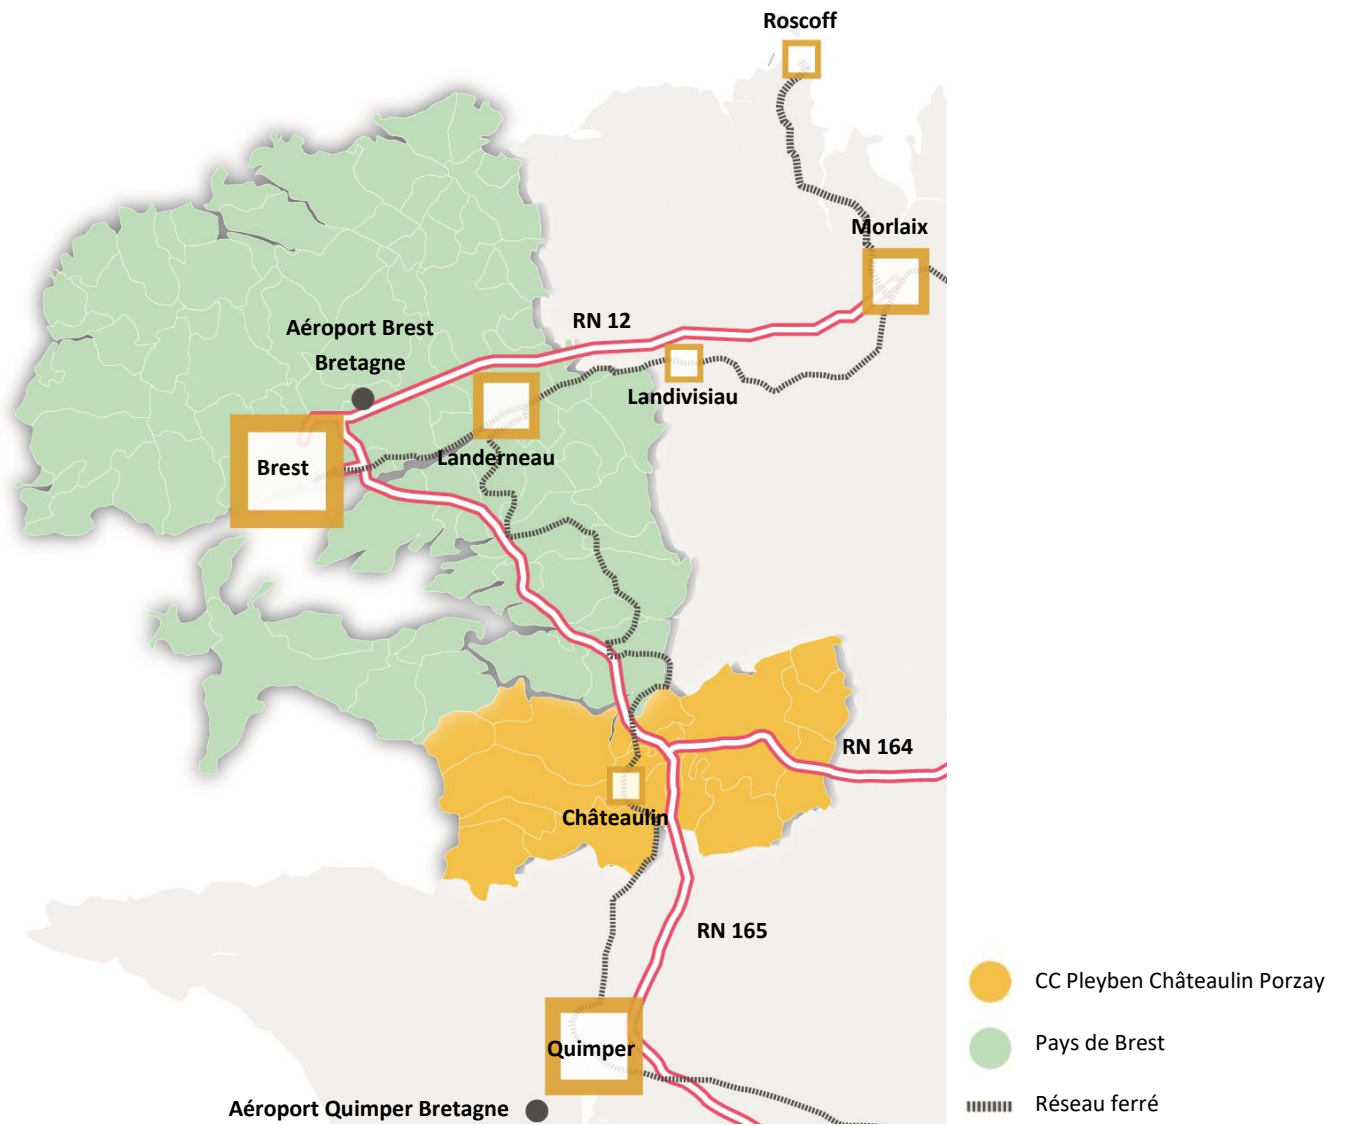 Roscoff
Morlaix
RN 12
Aéroport Brest
Bretagne
Landivisiau
Brest
Landerneau
RN 164
Châteaulin
RN 165
CC Pleyben Châteaulin Porzay
Pays de Brest
Quimper
Réseau ferré
Aéroport Quimper Bretagne